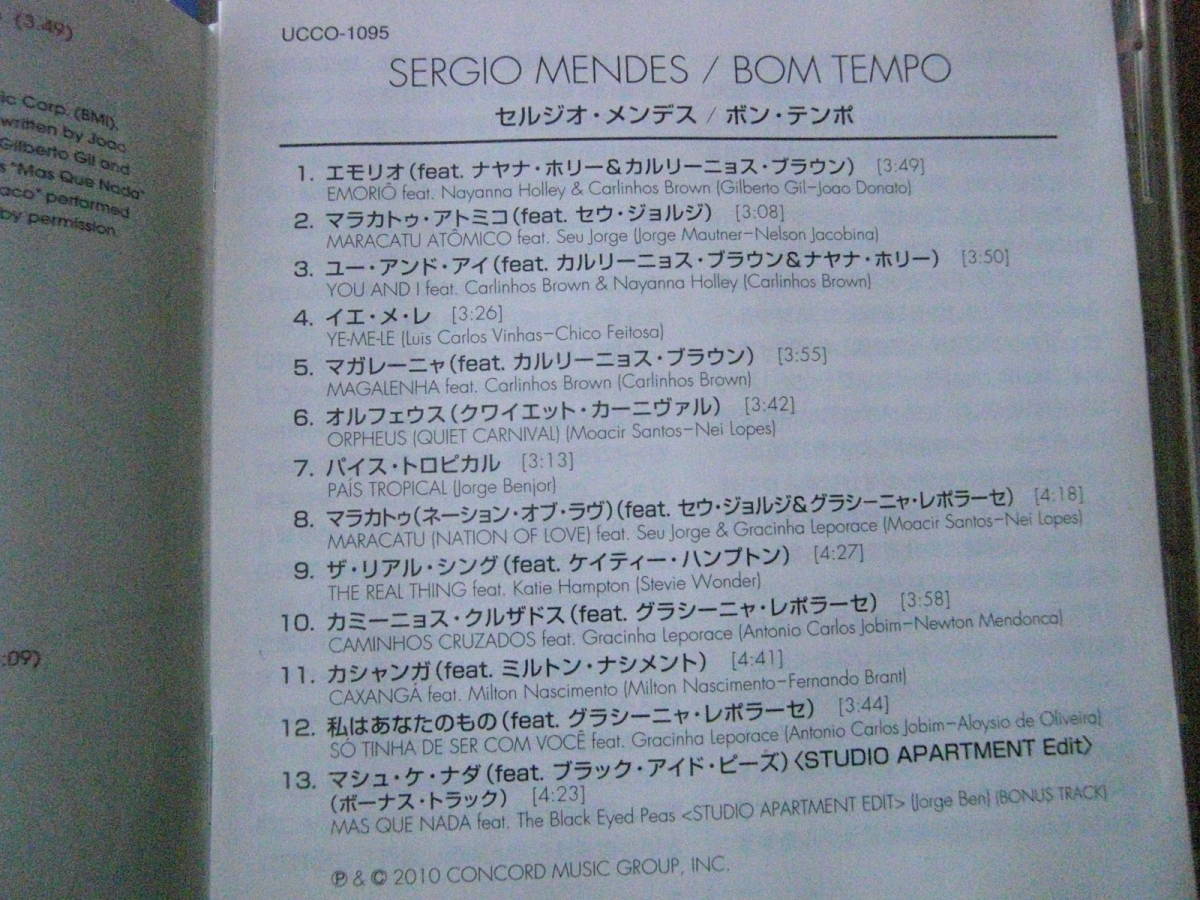 (3.49)
ic Corp. (BMI).
written by Joao
Gilberto Gil and
s "Mas Que Nada"
aco" performed
by permission
:09)
UCCO-1095
SERGIO MENDES / BOM TEMPO
セルジオ・メンデス / ボン・テンポ
1. エモリオ(feat. ナヤナ・ホリー&カルリーニョス・ブラウン) [3:49]
EMORIÔ feat. Nayanna Holley & Carlinhos Brown (Gilberto Gil-Joao Donato)
2. マラカトゥ・アトミコ(feat. セウ・ジョルジ) [3:08]
MARACATU ATÔMICO feat. Seu Jorge (Jorge Mautner-Nelson Jacobina)
3. ユー・アンド・アイ(feat. カルリーニョス・ブラウン&ナヤナ・ホリー) [3:50]
YOU AND I feat. Carlinhos Brown & Nayanna Holley (Carlinhos Brown)
4. イエ・メ・レ [3:26]
YE-ME-LE (Luis Carlos Vinhas-Chico Feitosa)
5. マガレーニャ(feat. カルリーニョス・ブラウン) [3:55]
MAGALENHA feat. Carlinhos Brown (Carlinhos Brown)
6. オルフェウス(クワイエット・カーニヴァル) [3:42]
ORPHEUS (QUIET CARNIVAL) (Moacir Santos-Nei Lopes)
7. パイス・トロピカル [3:13]
PAÍS TROPICAL (Jorge Benjor)
8. マラカトゥ(ネーション・オブ・ラヴ)(feat. セウ・ジョルジ&グラシーニャ・レポラーセ) [4:18]
MARACATU (NATION OF LOVE) feat. Seu Jorge & Gracinha Leporace (Moacir Santos-Nei Lopes)
9. ザ・リアル・シング(feat. ケイティー・ハンプトン) [4:27]
THE REAL THING feat. Katie Hampton (Stevie Wonder)
10. カミーニョス・クルザドス(feat. グラシーニャ・レポラーセ) [3:58]
CAMINHOS CRUZADOS feat. Gracinha Leporace (Antonio Carlos Jobim-Newton Mendonca)
11. カシャンガ(feat. ミルトン・ナシメント) [4:41]
CAXANGÁ feat. Milton Nascimento (Milton Nascimento-Fernando Brant)
12. 私はあなたのもの(feat. グラシーニャ・レポラーセ) [3:44]
SÓ TINHA DE SER COM VOCÊ feat. Gracinha Leporace (Antonio Carlos Jobim-Aloysio de Oliveira)
13. マシュ・ケ・ナダ(feat. ブラック・アイド・ピーズ)〈STUDIO APARTMENT Edit〉
(ボーナス・トラック) [4:23]
MAS QUE NADA feat. The Black Eyed Peas <STUDIO APARTMENT EDIT> (Jorge Ben) (BONUS TRACK)
℗ & © 2010 CONCORD MUSIC GROUP, INC.